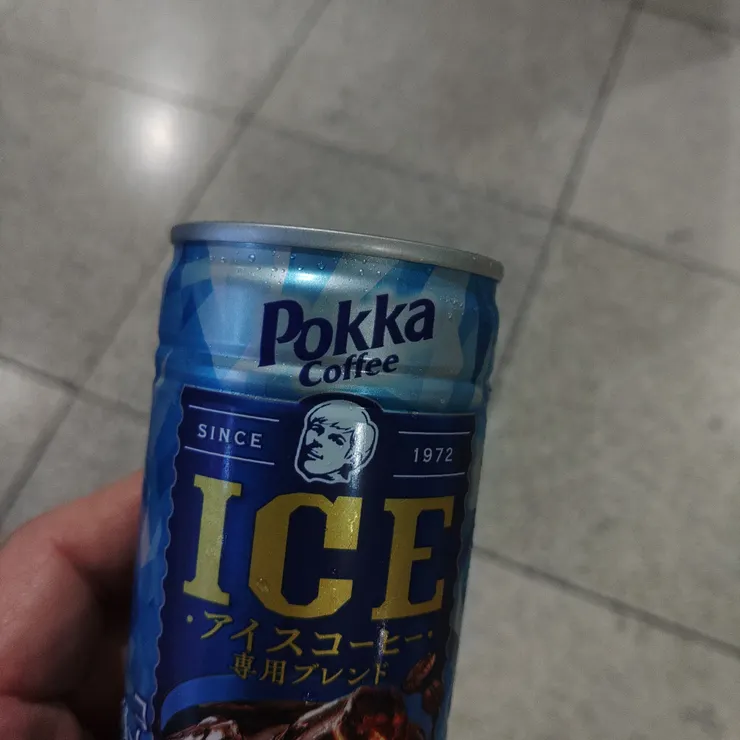 Pokka
Coffee
SINCE 1972
ICE
・アイスコーヒー・
専用ブレンド